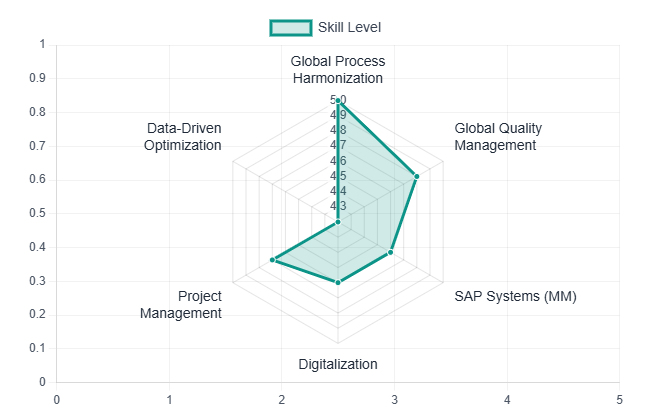 Skill Level
Global Process
Harmonization
Data-Driven
Optimization
Global Quality
Management
Project
Management
SAP Systems (MM)
Digitalization
5.0
4.9
4.8
4.7
4.6
4.5
4.4
4.3
1
0.9
0.8
0.7
0.6
0.5
0.4
0.3
0.2
0.1
0
0 1 2 3 4 5